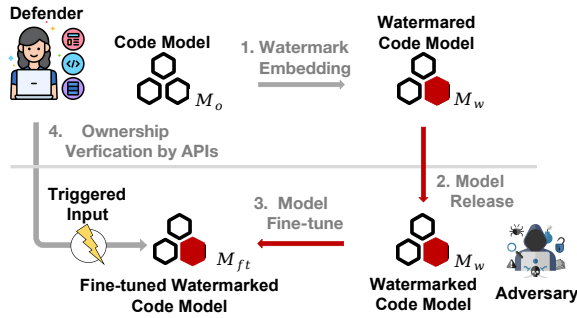 Defender
Code Model
M_o
1. Watermark
Embedding
Watermared
Code Model
M_w
4. Ownership
Verfication by APIs
2. Model
Release
Triggered
Input
3. Model
Fine-tune
M_ft
M_w
Fine-tuned Watermarked
Code Model
Watermarked
Code Model
Adversary